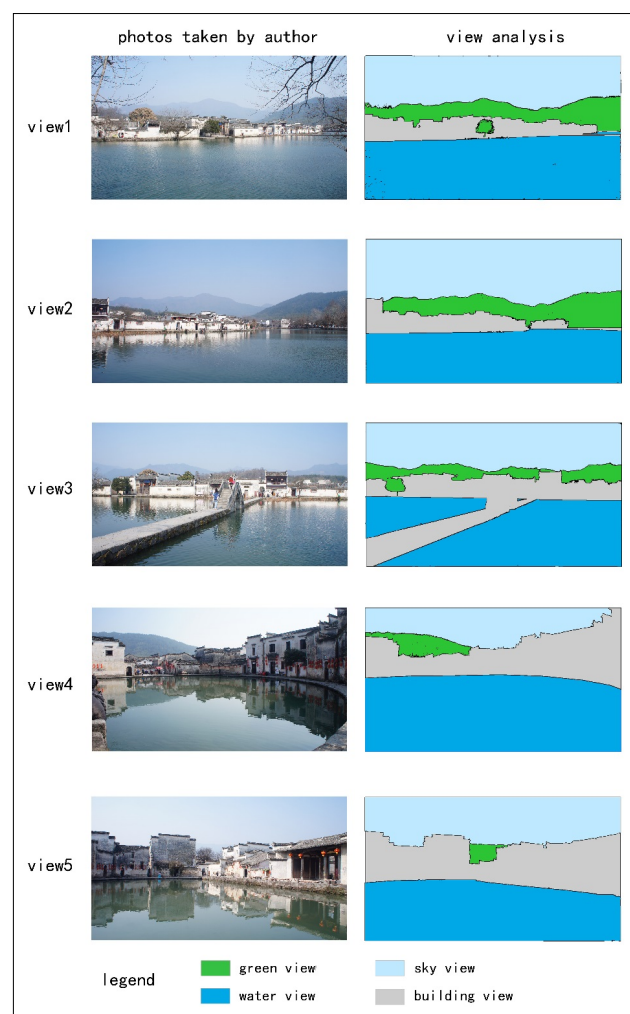 photos taken by author view analysis
view1
view2
view3
view4
view5
legend
green view sky view
water view building view